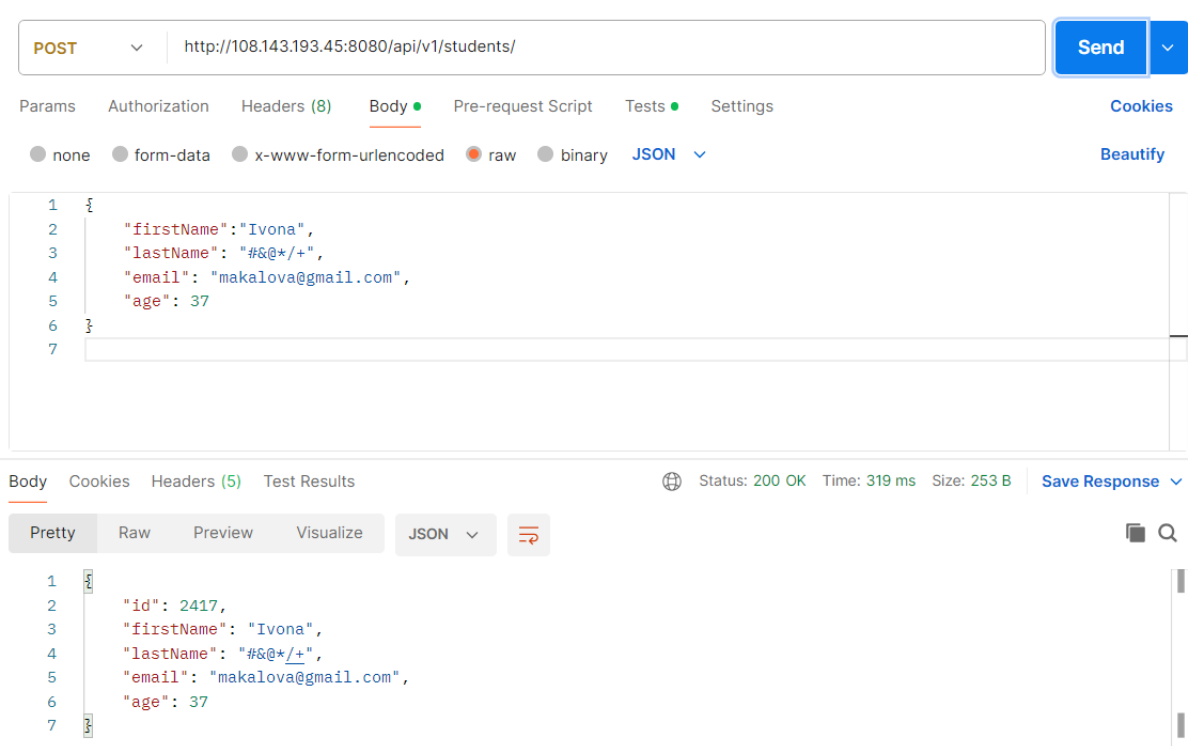 POST http://108.143.193.45:8080/api/v1/students/ Send
Params Authorization Headers (8) Body Pre-request Script Tests Settings Cookies
none form-data x-www-form-urlencoded raw binary JSON Beautify
1 {
2 "firstName":"Ivona",
3 "lastName": "#&@*/+",
4 "email": "makalova@gmail.com",
5 "age": 37
6 }
7
Body Cookies Headers (5) Test Results Status: 200 OK Time: 319 ms Size: 253 B Save Response
Pretty Raw Preview Visualize JSON
1 {
2 "id": 2417,
3 "firstName": "Ivona",
4 "lastName": "#&@*/+",
5 "email": "makalova@gmail.com",
6 "age": 37
7 }